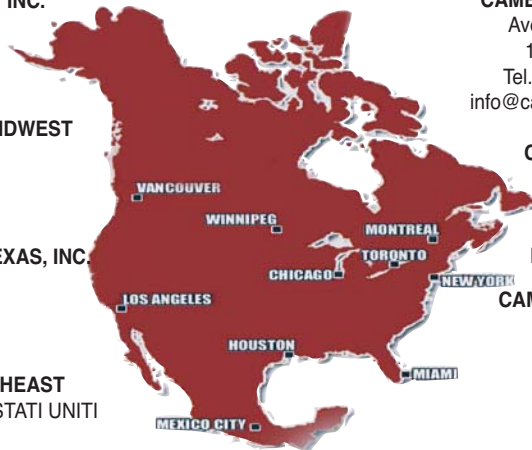 INC.
CAME
Ave
1
Tel.
info@ca
IDWEST
C
VANCOUVER
WINNIPEG
MONTREAL
EXAS, INC.
TORONTO
CHICAGO
NEW YORK
LOS ANGELES
CAM
HOUSTON
MIAMI
HEAST
STATI UNITI
MEXICO CITY